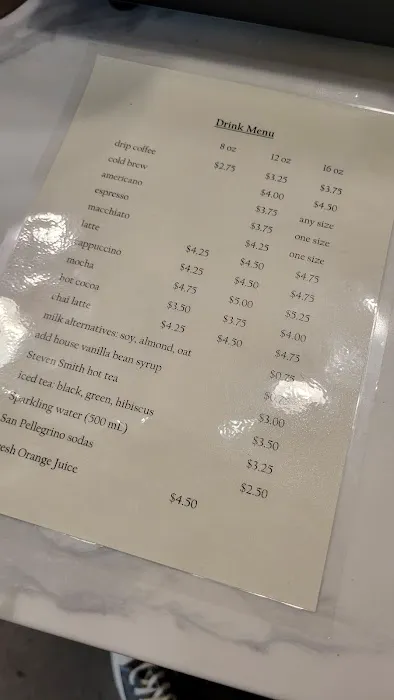 Drink Menu
8 oz 12 oz 16 oz
drip coffee $2.75 $3.25 $3.75
cold brew $4.00 $4.50
americano $3.75 any size
espresso $3.75 one size
macchiato $4.25 one size
latte $4.25 $4.50 $4.75
cappuccino $4.25 $4.50 $4.75
mocha $4.75 $5.00 $5.25
hot cocoa $3.50 $3.75 $4.00
chai latte $4.25 $4.50 $4.75
milk alternatives: soy, almond, oat $0.75
add house vanilla bean syrup
Steven Smith hot tea $3.00
iced tea: black, green, hibiscus $3.50
Sparkling water (500 mL) $3.25
San Pellegrino sodas $2.50
esh Orange Juice $4.50